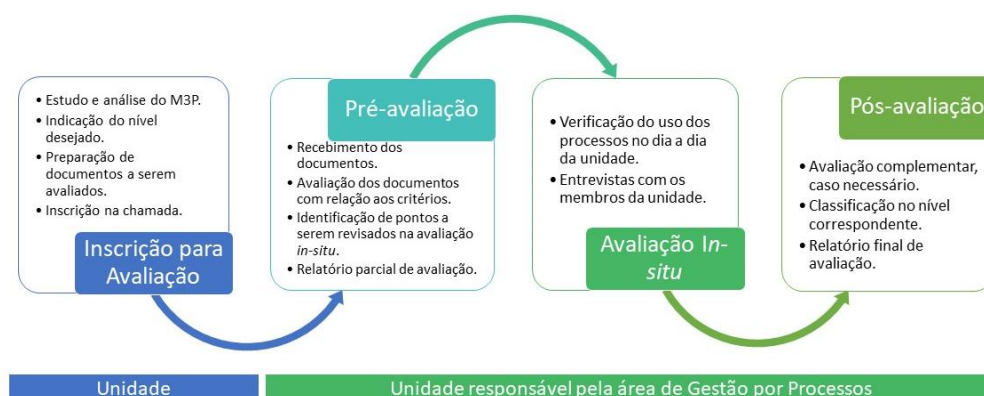 • Estudo e análise do M3P.
• Indicação do nível
desejado.
• Preparação de
documentos a serem
avaliados.
• Inscrição na chamada.
Inscrição para
Avaliação
Pré-avaliação
• Recebimento dos
documentos.
• Avaliação dos documentos
com relação aos critérios.
• Identificação de pontos a
serem revisados na avaliação
in-situ.
• Relatório parcial de avaliação.
• Verificação do uso dos
processos no dia a dia
da unidade.
• Entrevistas com os
membros da unidade.
Avaliação In-
situ
Pós-avaliação
• Avaliação complementar,
caso necessário.
• Classificação no nível
correspondente.
• Relatório final de
avaliação.
Unidade
Unidade responsável pela área de Gestão por Processos